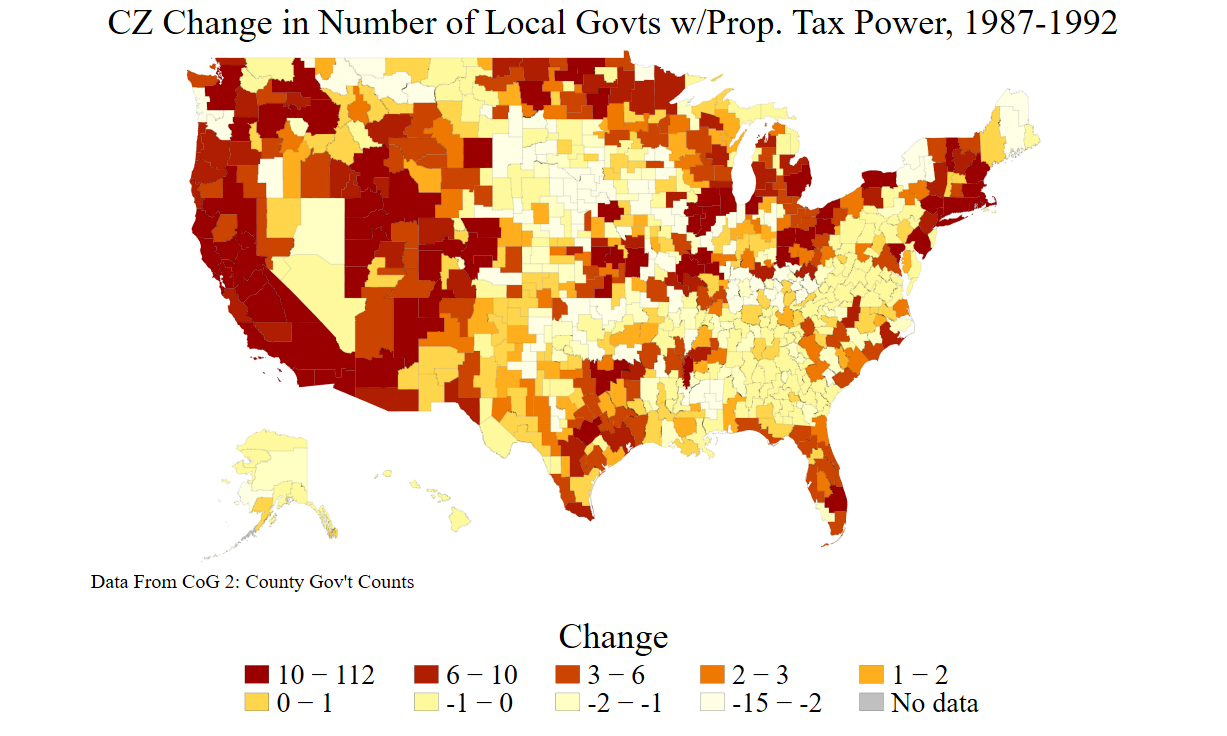 CZ Change in Number of Local Govts w/Prop. Tax Power, 1987-1992
Data From CoG 2: County Gov't Counts
Change
10 − 112 6 − 10 3 − 6 2 − 3 1 − 2
0 − 1 -1 − 0 -2 − -1 -15 − -2 No data